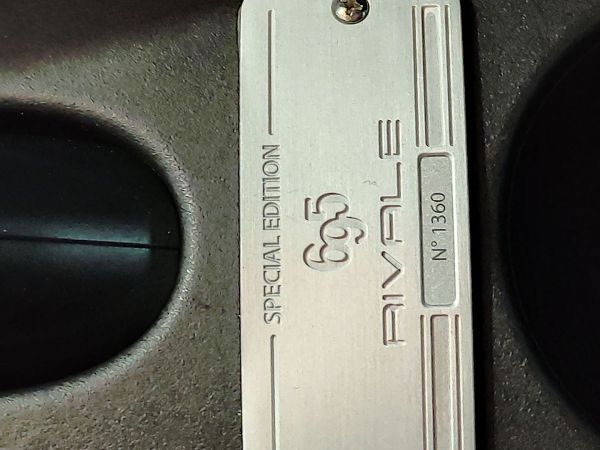 SPECIAL EDITION
695
RIVALE
N° 1360